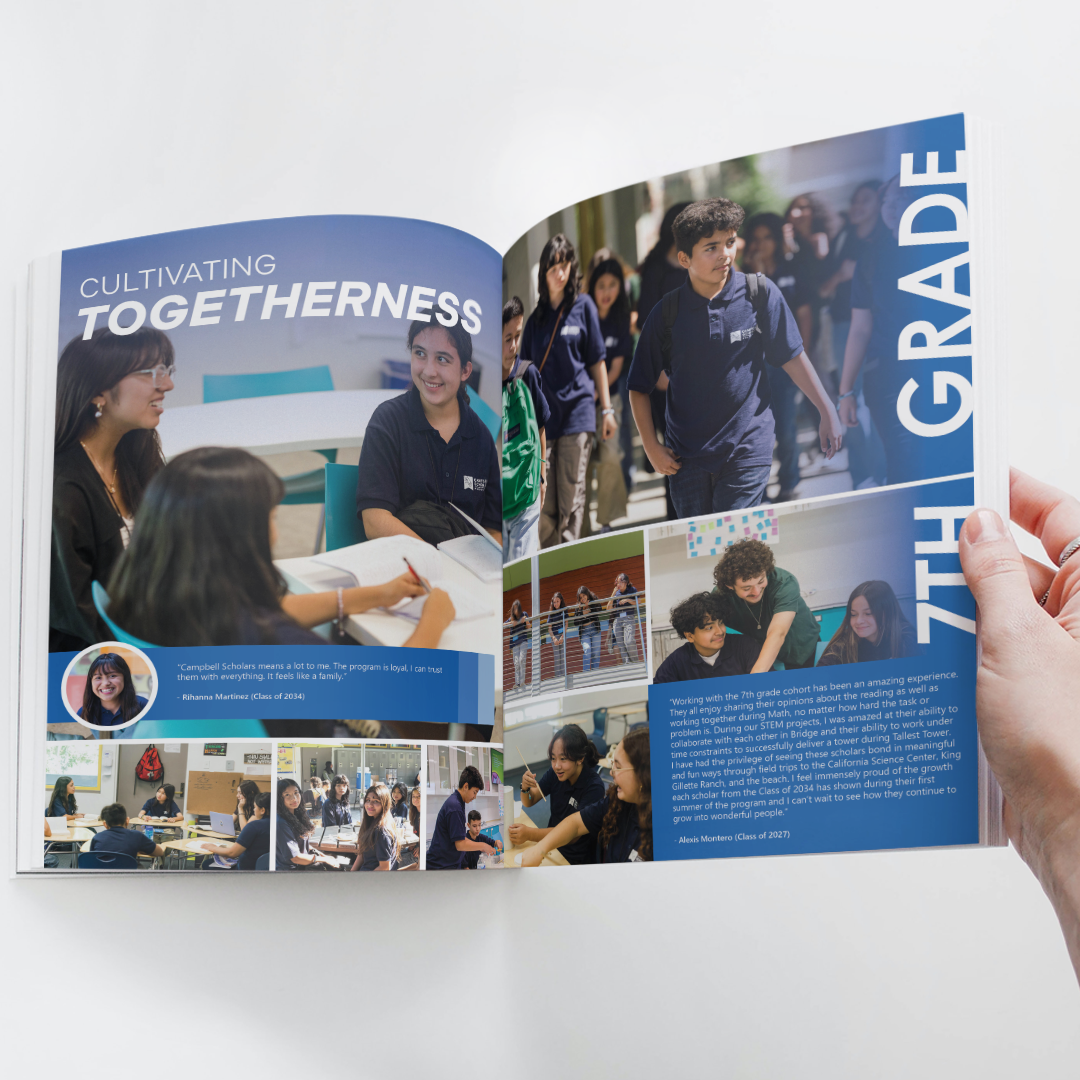 CULTIVATING
TOGETHERNESS
"Campbell Scholars means a lot to me. The program is loyal, i can trust
them with everything. It feels like a family."
- Rihanna Martinez (Class of 2034)
7TH GRADE
"Working with the 7th grade cohort has been an amazing experience.
They all enjoy sharing their opinions about the reading as well as
working together during Math, no matter how hard the task or
problem is. During our STEM projects, I was amazed at their ability to
collaborate with each other in Bridge and their ability to work under
time constraints to successfully deliver a tower during Tallest Tower.
I have had the privilege of seeing these scholars bond in meaningful
and fun ways through field trips to the California Science Center, King
Gillette Ranch, and the beach. I feel immensely proud of the growth
each scholar from the Class of 2034 has shown during their first
summer of the program and I can't wait to see how they continue to
grow into wonderful people."
- Alexis Montero (Class of 2027)